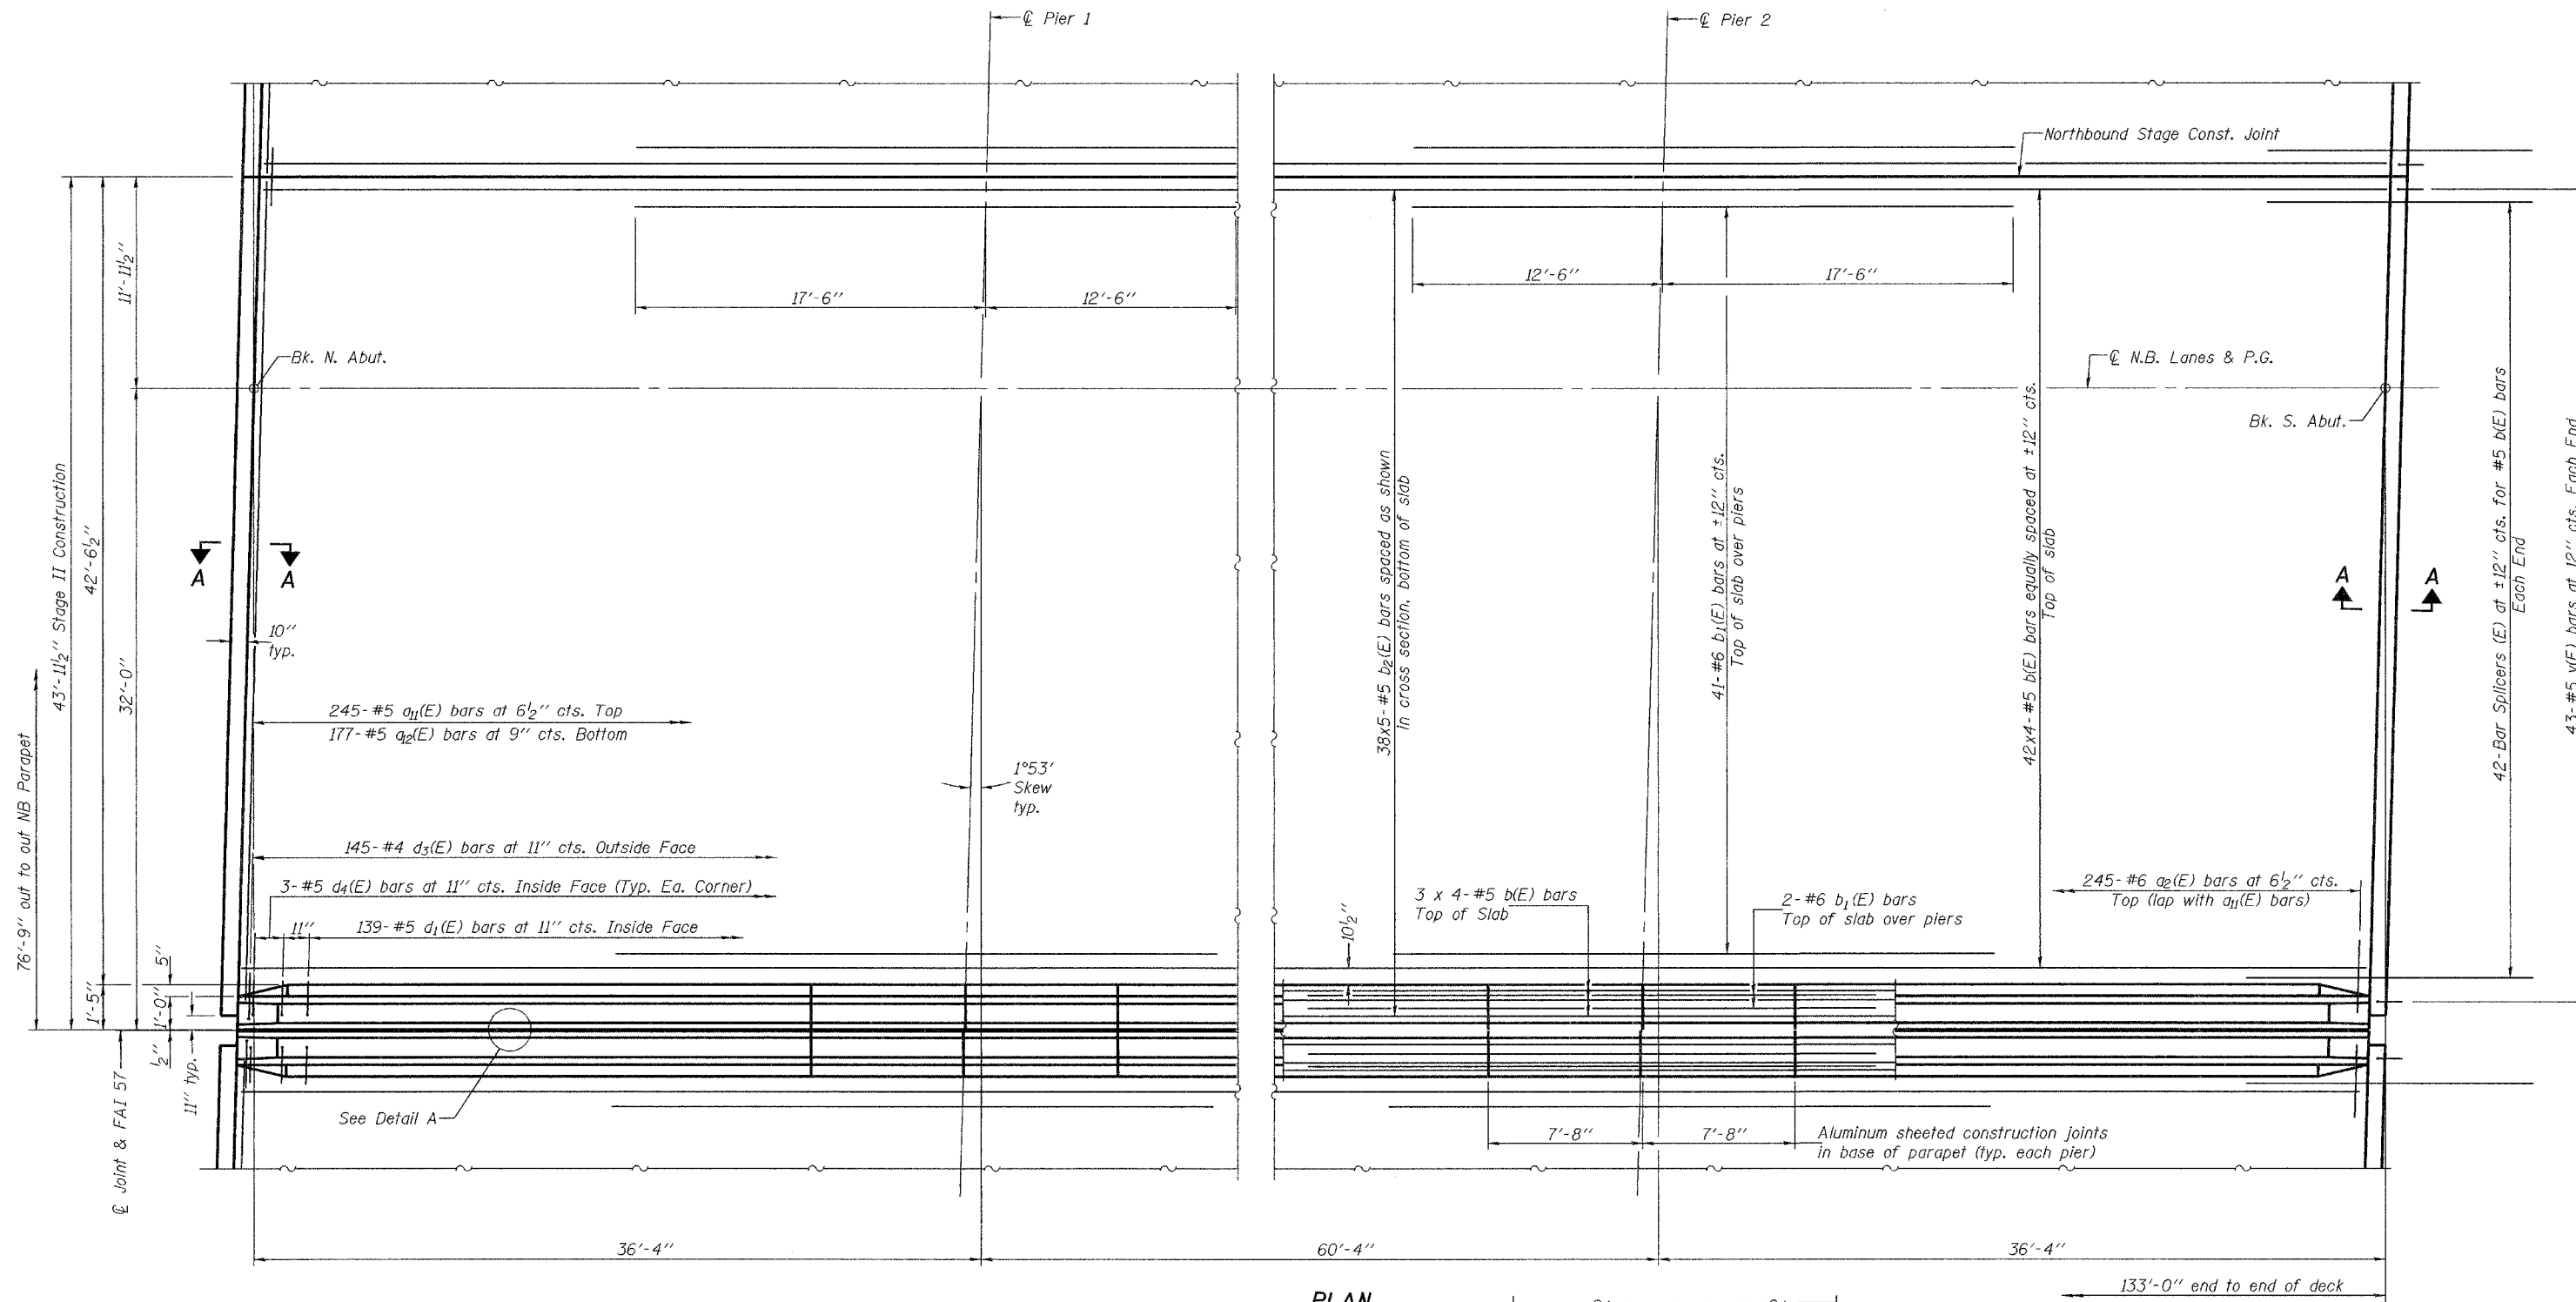 ℄ Pier 1
℄ Pier 2
Northbound Stage Const. Joint
11'-11½"
17'-6"
12'-6"
12'-6"
17'-6"
Bk. N. Abut.
℄ N.B. Lanes & P.G.
Bk. S. Abut.
43'-11½" Stage II Construction
42'-6½"
32'-0"
76'-9" out to out NB Parapet
A
A
A
A
10"
typ.
38x5-#5 b2(E) bars spaced as shown
in cross section, bottom of slab
41-#6 b1(E) bars at ±12" cts.
Top of slab over piers
42x4-#5 b(E) bars equally spaced at ±12" cts.
Top of slab
42-Bar Splicers (E) at ±12" cts. for #5 b(E) bars
Each End
43-#5 v(E) bars at 12" cts. Each End
245-#5 a11(E) bars at 6½" cts. Top
177-#5 a12(E) bars at 9" cts. Bottom
1°53'
Skew
typ.
145-#4 d3(E) bars at 11" cts. Outside Face
3-#5 d4(E) bars at 11" cts. Inside Face (Typ. Ea. Corner)
11"
139-#5 d1(E) bars at 11" cts. Inside Face
3 x 4-#5 b(E) bars
Top of Slab
2-#6 b1(E) bars
Top of slab over piers
245-#6 a2(E) bars at 6½" cts.
Top (lap with a11(E) bars)
10½"
5"
1'-5"
1'-0"
½"
11" typ.
℄ Joint & FAI 57
See Detail A
7'-8"
7'-8"
Aluminum sheeted construction joints
in base of parapet (typ. each pier)
36'-4"
60'-4"
36'-4"
133'-0" end to end of deck
PLAN